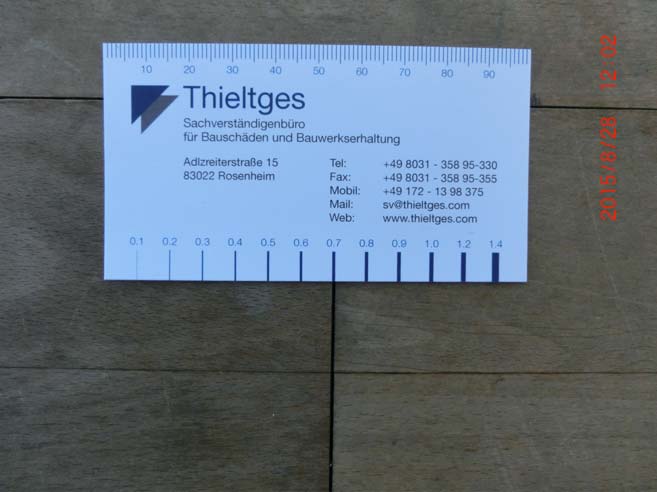 10 20 30 40 50 60 70 80 90
Thieltges
Sachverständigenbüro
für Bauschäden und Bauwerkserhaltung
Adlzreiterstraße 15
83022 Rosenheim
Tel: +49 8031 - 358 95-330
Fax: +49 8031 - 358 95-355
Mobil: +49 172 - 13 98 375
Mail: sv@thieltges.com
Web: www.thieltges.com
0.1 0.2 0.3 0.4 0.5 0.6 0.7 0.8 0.9 1.0 1.2 1.4
2015/8/28 12:02